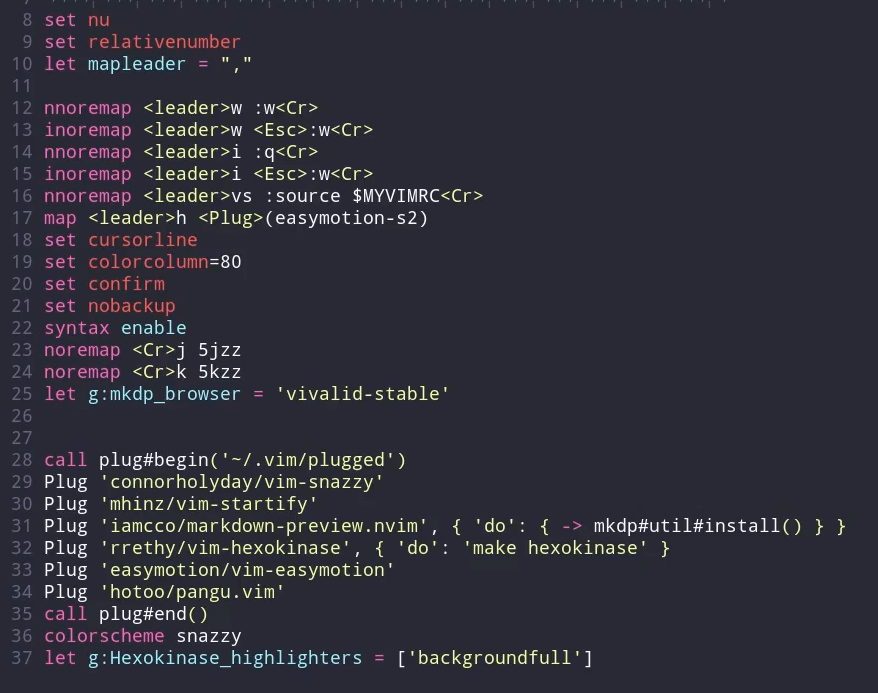 8 set nu
9 set relativenumber
10 let mapleader = ","
11
12 nnoremap <leader>w :w<Cr>
13 inoremap <leader>w <Esc>:w<Cr>
14 nnoremap <leader>i :q<Cr>
15 inoremap <leader>i <Esc>:w<Cr>
16 nnoremap <leader>vs :source $MYVIMRC<Cr>
17 map <leader>h <Plug>(easymotion-s2)
18 set cursorline
19 set colorcolumn=80
20 set confirm
21 set nobackup
22 syntax enable
23 noremap <Cr>j 5jzz
24 noremap <Cr>k 5kzz
25 let g:mkdp_browser = 'vivalid-stable'
26
27
28 call plug#begin('~/.vim/plugged')
29 Plug 'connorholyday/vim-snazzy'
30 Plug 'mhinz/vim-startify'
31 Plug 'iamcco/markdown-preview.nvim', { 'do': { -> mkdp#util#install() } }
32 Plug 'rrethy/vim-hexokinase', { 'do': 'make hexokinase' }
33 Plug 'easymotion/vim-easymotion'
34 Plug 'hotoo/pangu.vim'
35 call plug#end()
36 colorscheme snazzy
37 let g:Hexokinase_highlighters = ['backgroundfull']